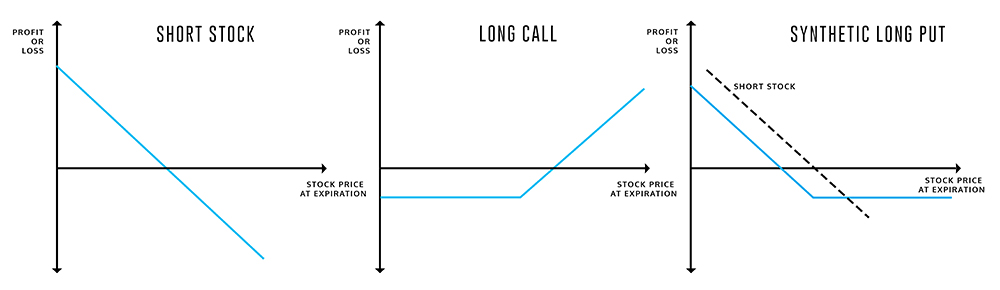 PROFIT
OR
LOSS
SHORT STOCK
STOCK PRICE
AT EXPIRATION
PROFIT
OR
LOSS
LONG CALL
STOCK PRICE
AT EXPIRATION
PROFIT
OR
LOSS
SYNTHETIC LONG PUT
SHORT STOCK
STOCK PRICE
AT EXPIRATION